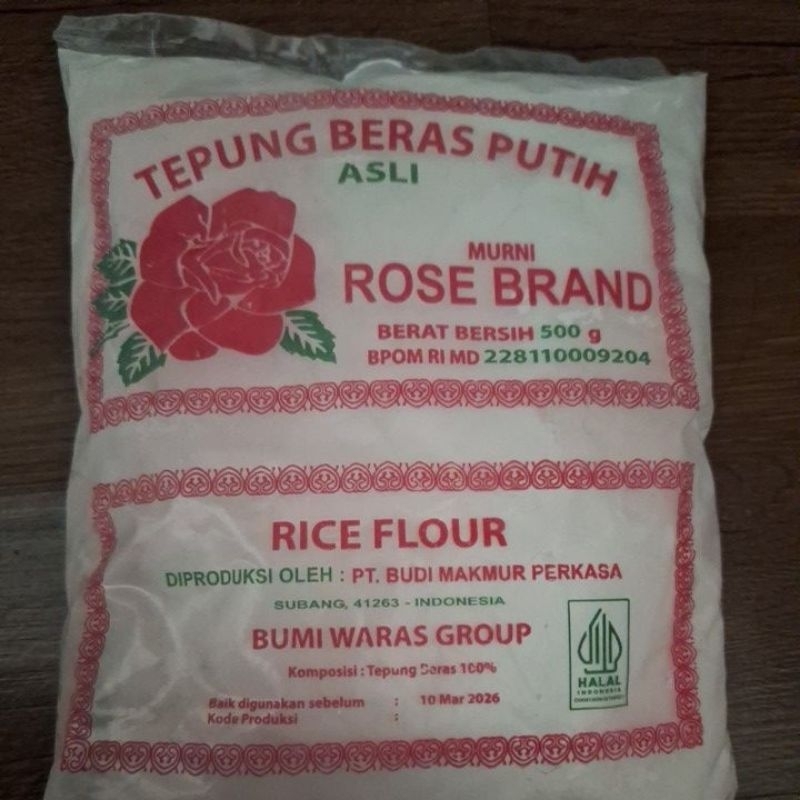 TEPUNG BERAS PUTIH
ASLI
MURNI
ROSE BRAND
BERAT BERSIH 500 g
BPOM RI MD 228110009204
RICE FLOUR
DIPRODUKSI OLEH : PT. BUDI MAKMUR PERKASA
SUBANG, 41263 - INDONESIA
BUMI WARAS GROUP
Komposisi : Tepung Beras 100%
Baik digunakan sebelum : 10 Mar 2026
Kode Produksi :
HALAL
INDONESIA